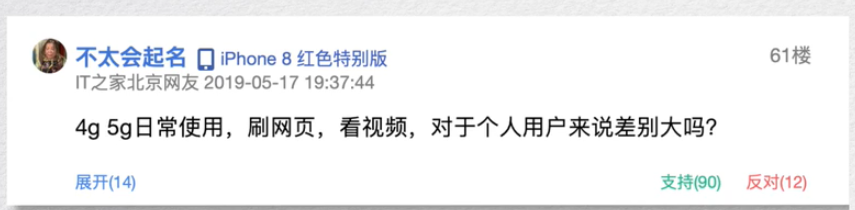 不太会起名 iPhone 8 红色特别版 61楼
IT之家北京网友 2019-05-17 19:37:44
4g 5g日常使用，刷网页，看视频，对于个人用户来说差别大吗？
展开(14) 支持(90) 反对(12)